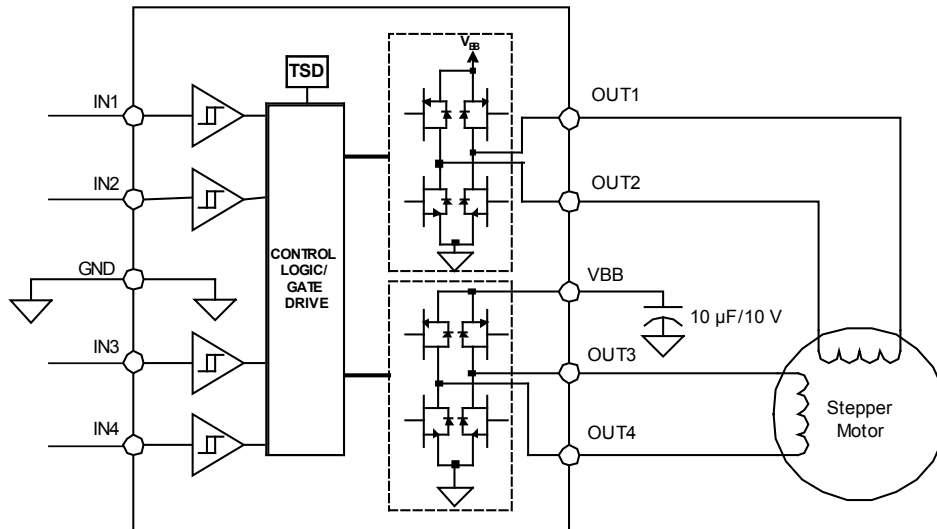 V_BB
TSD
IN1
OUT1
IN2
OUT2
CONTROL
LOGIC/
GATE
DRIVE
GND
VBB
10 µF/10 V
IN3
OUT3
Stepper
Motor
IN4
OUT4